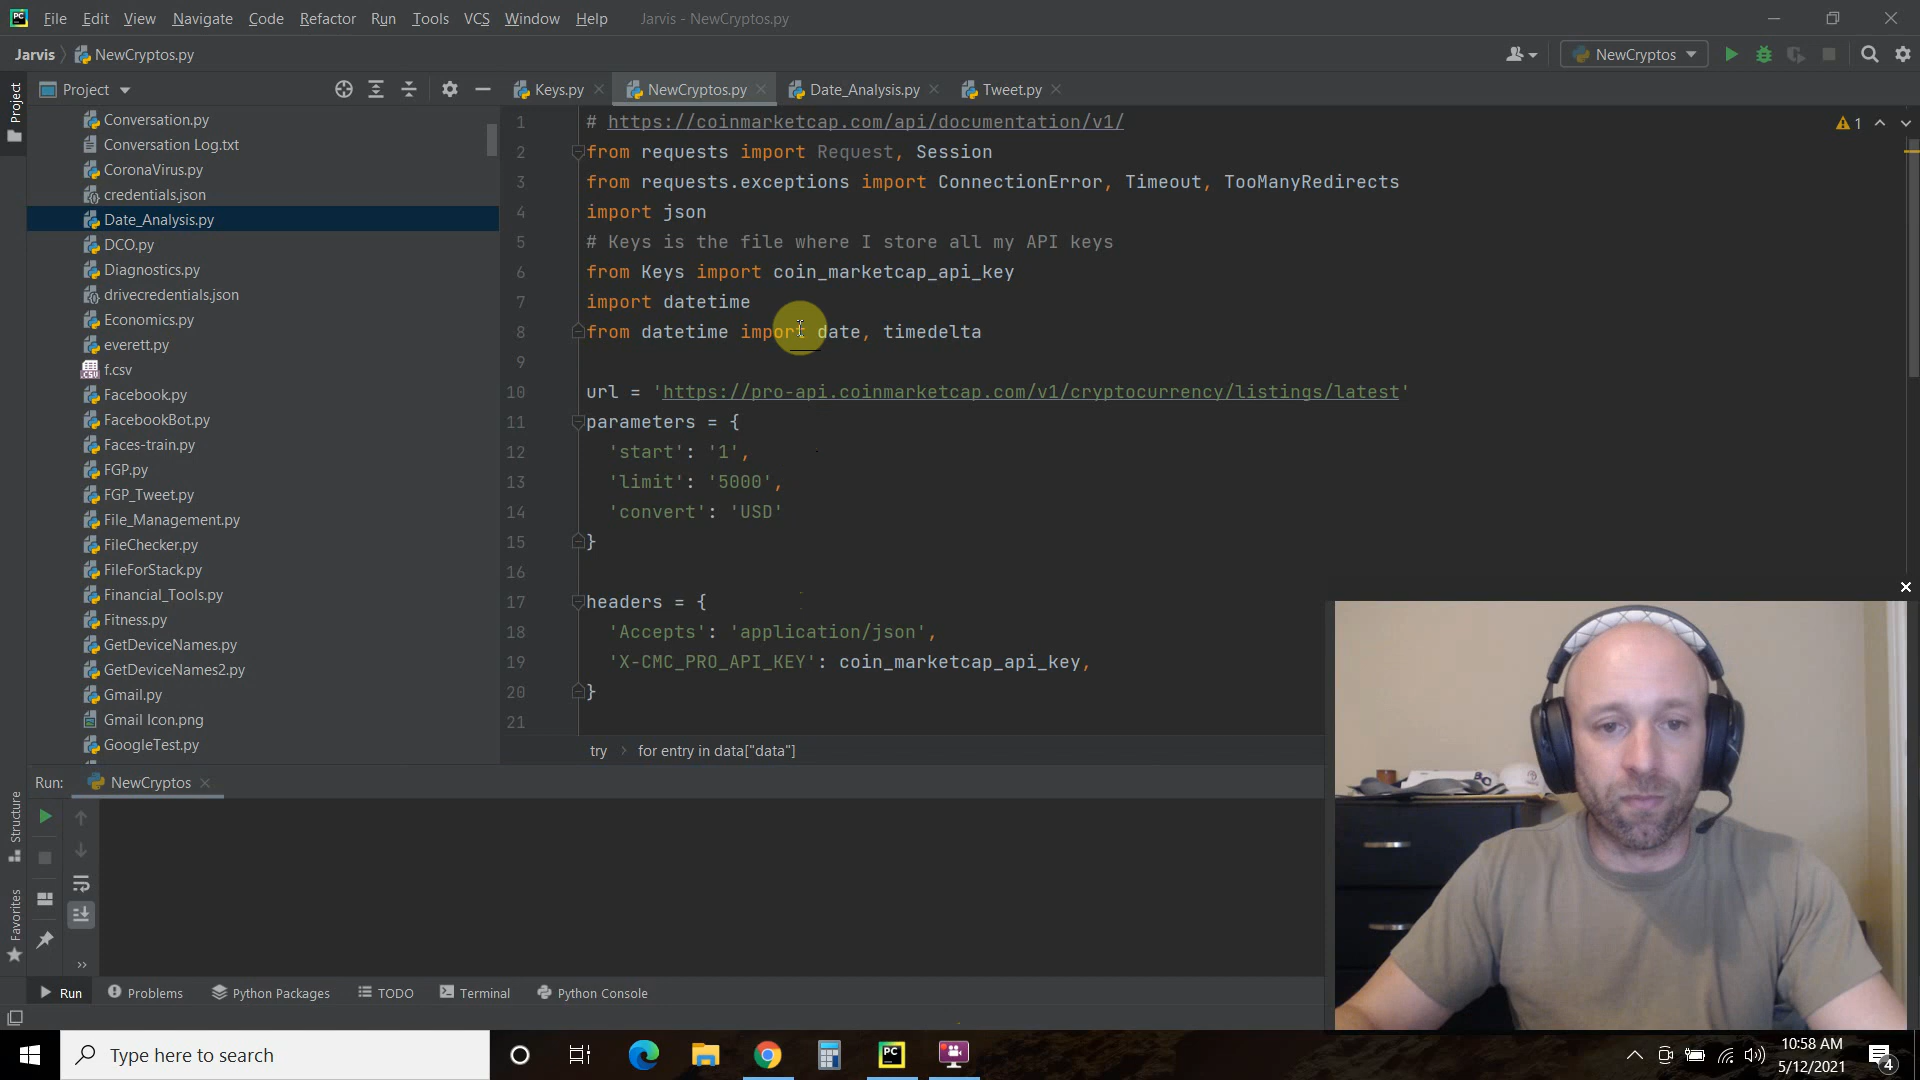 File Edit View Navigate Code Refactor Run Tools VCS Window Help Jarvis - NewCryptos.py
Jarvis NewCryptos.py NewCryptos
Project Keys.py NewCryptos.py Date_Analysis.py Tweet.py
Project
Conversation.py
Conversation Log.txt
CoronaVirus.py
credentials.json
Date_Analysis.py
DCO.py
Diagnostics.py
drivecredentials.json
Economics.py
everett.py
f.csv
Facebook.py
FacebookBot.py
Faces-train.py
FGP.py
FGP_Tweet.py
File_Management.py
FileChecker.py
FileForStack.py
Financial_Tools.py
Fitness.py
GetDeviceNames.py
GetDeviceNames2.py
Gmail.py
Gmail Icon.png
GoogleTest.py
1 # https://coinmarketcap.com/api/documentation/v1/
2 from requests import Request, Session
3 from requests.exceptions import ConnectionError, Timeout, TooManyRedirects
4 import json
5 # Keys is the file where I store all my API keys
6 from Keys import coin_marketcap_api_key
7 import datetime
8 from datetime import date, timedelta
9
10 url = 'https://pro-api.coinmarketcap.com/v1/cryptocurrency/listings/latest'
11 parameters = {
12 'start': '1',
13 'limit': '5000',
14 'convert': 'USD'
15 }
16
17 headers = {
18 'Accepts': 'application/json',
19 'X-CMC_PRO_API_KEY': coin_marketcap_api_key,
20 }
21
1
try for entry in data["data"]
Run: NewCryptos
Structure
Favorites
Run Problems Python Packages TODO Terminal Python Console
Type here to search
PC
10:58 AM
5/12/2021
4